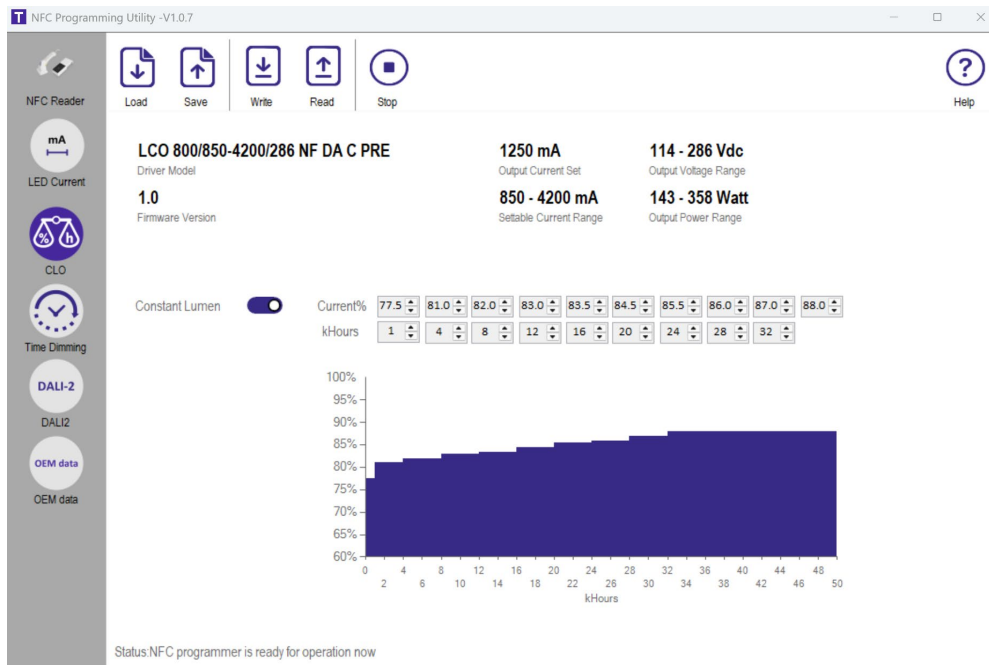 T NFC Programming Utility -V1.0.7
NFC Reader
mA
LED Current
% h
CLO
Time Dimming
DALI-2
DALI2
OEM data
OEM data
Load Save Write Read Stop
?
Help
LCO 800/850-4200/286 NF DA C PRE
Driver Model
1.0
Firmware Version
1250 mA
Output Current Set
850 - 4200 mA
Settable Current Range
114 - 286 Vdc
Output Voltage Range
143 - 358 Watt
Output Power Range
Constant Lumen
Current% 77.5 81.0 82.0 83.0 83.5 84.5 85.5 86.0 87.0 88.0
kHours 1 4 8 12 16 20 24 28 32
100%
95%
90%
85%
80%
75%
70%
65%
60%
0 4 8 12 16 20 24 28 32 36 40 44 48
2 6 10 14 18 22 26 30 34 38 42 46 50
kHours
Status:NFC programmer is ready for operation now